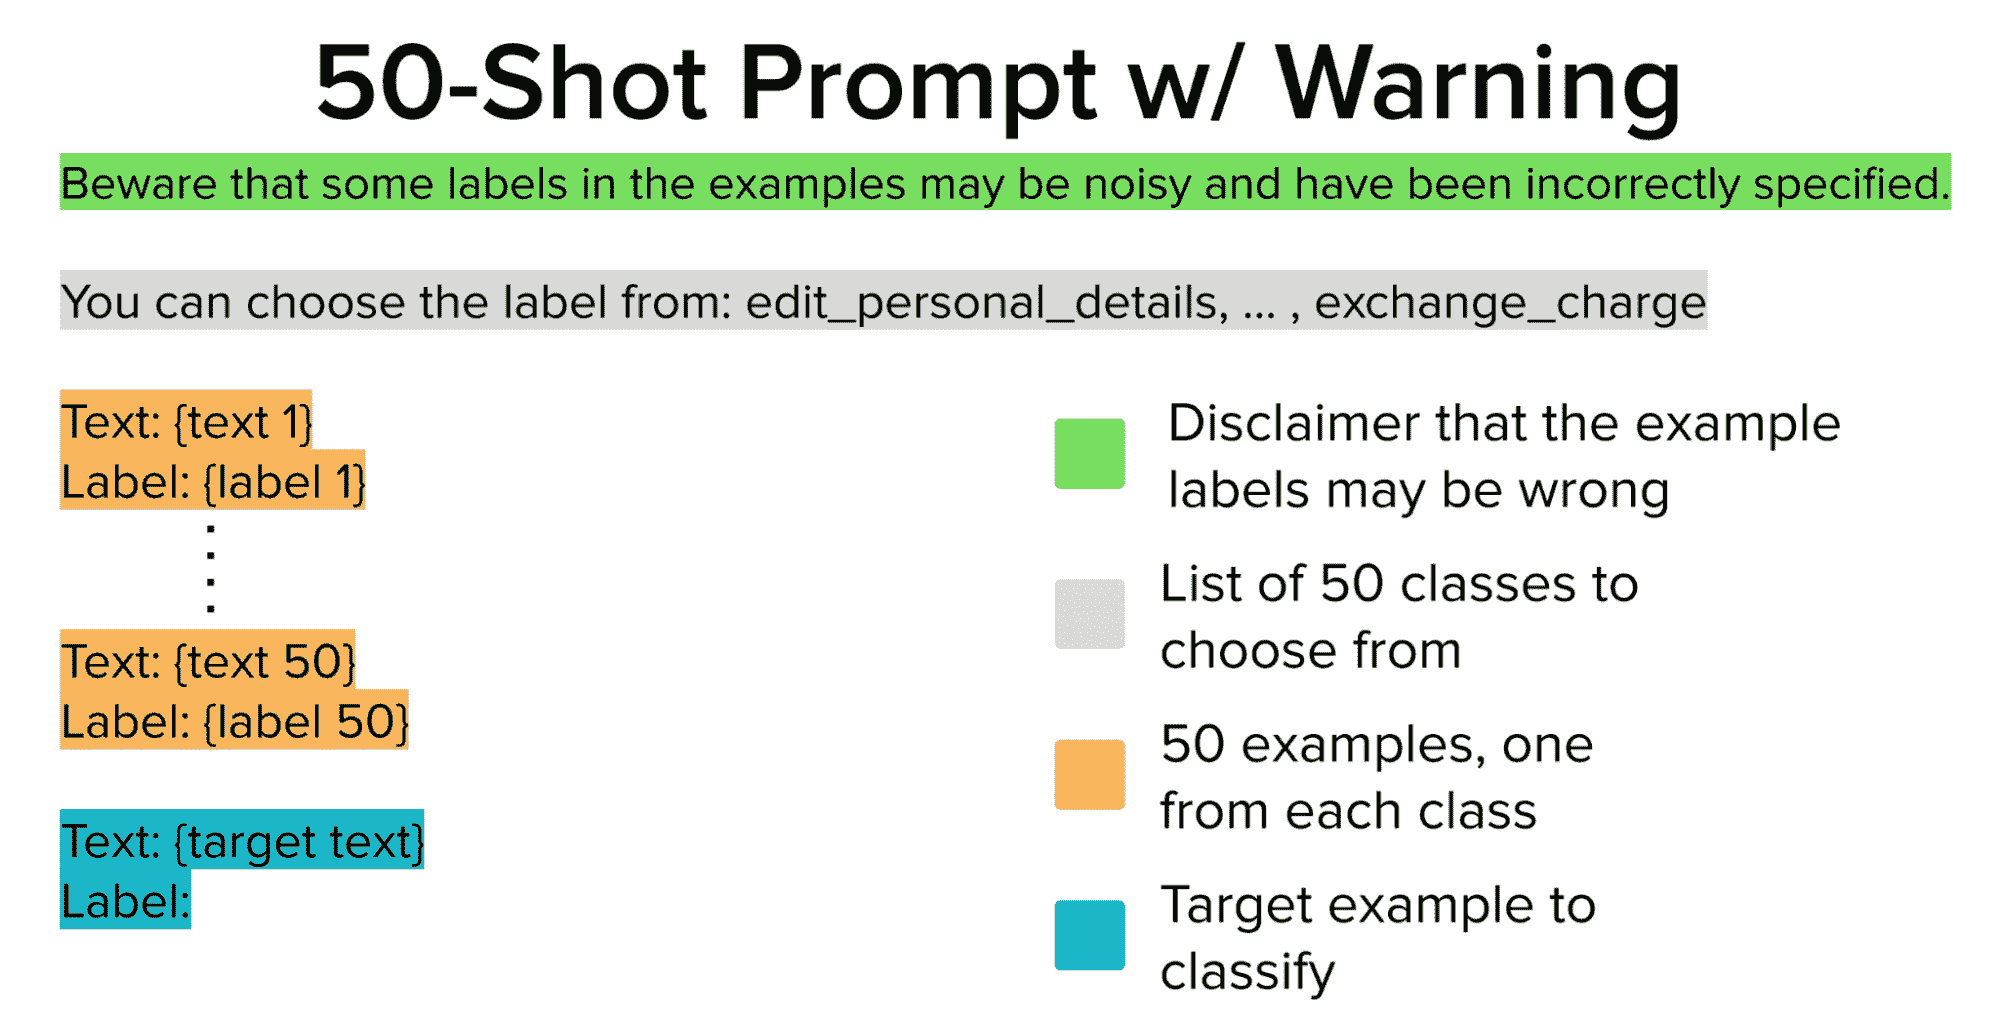 50-Shot Prompt w/ Warning
Beware that some labels in the examples may be noisy and have been incorrectly specified.
You can choose the label from: edit_personal_details, ... , exchange_charge
Text: {text 1}
Label: {label 1}
Text: {text 50}
Label: {label 50}
Text: {target text}
Label:
Disclaimer that the example
labels may be wrong
List of 50 classes to
choose from
50 examples, one
from each class
Target example to
classify